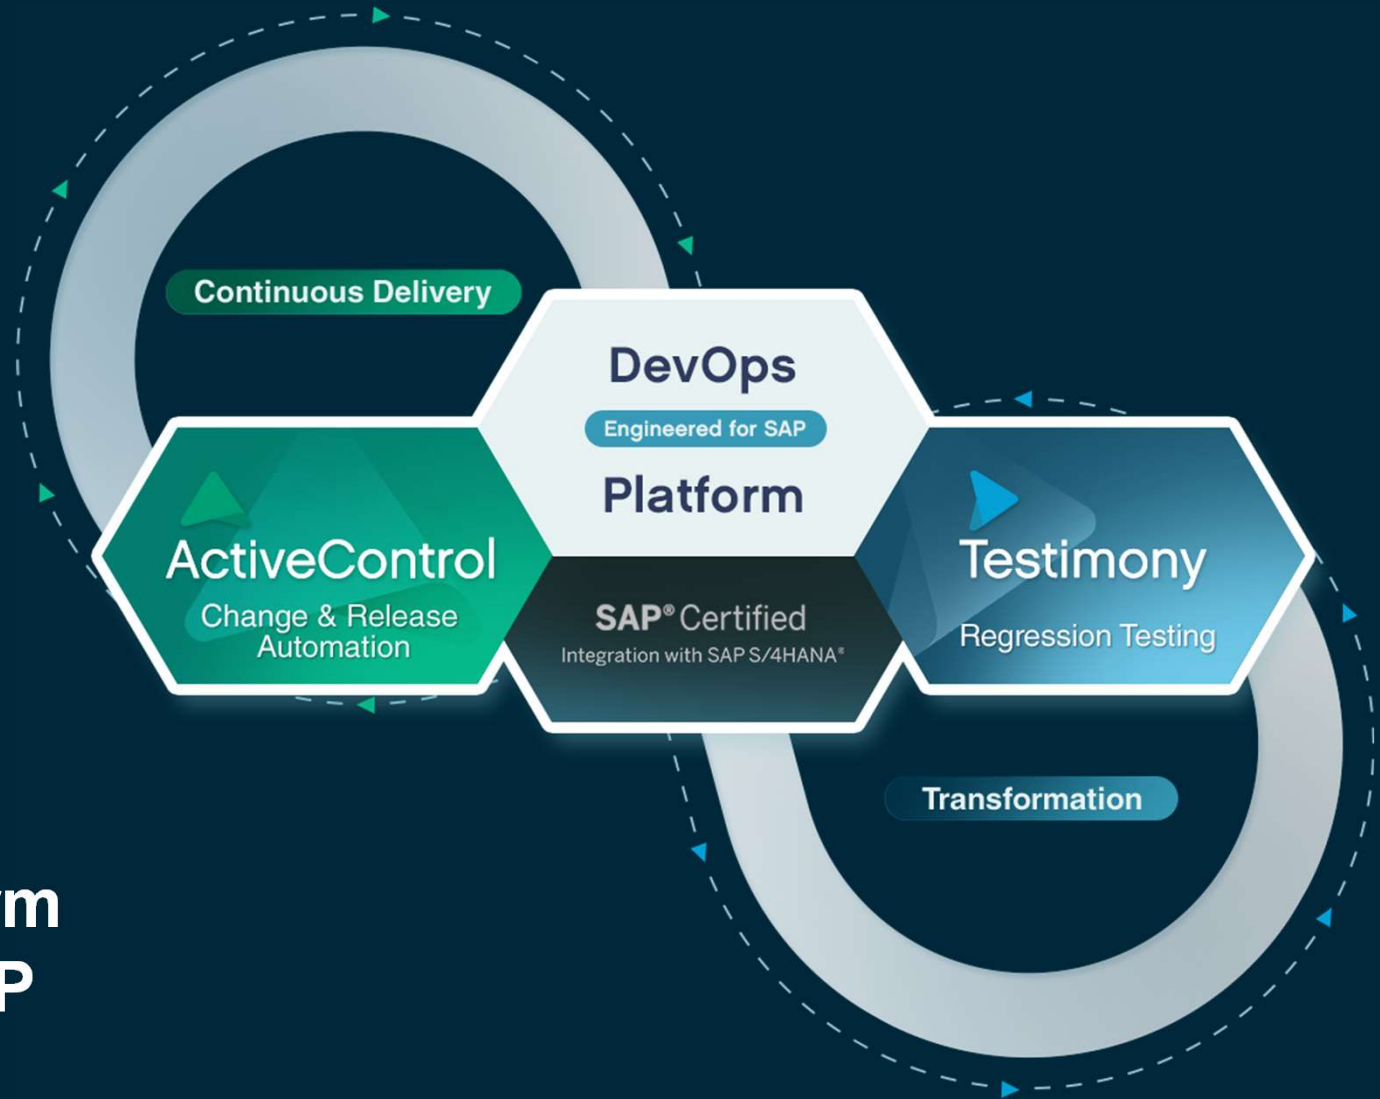 Continuous Delivery
DevOps
Engineered for SAP
Platform
ActiveControl
Change & Release
Automation
SAP® Certified
Integration with SAP S/4HANA®
Testimony
Regression Testing
Transformation